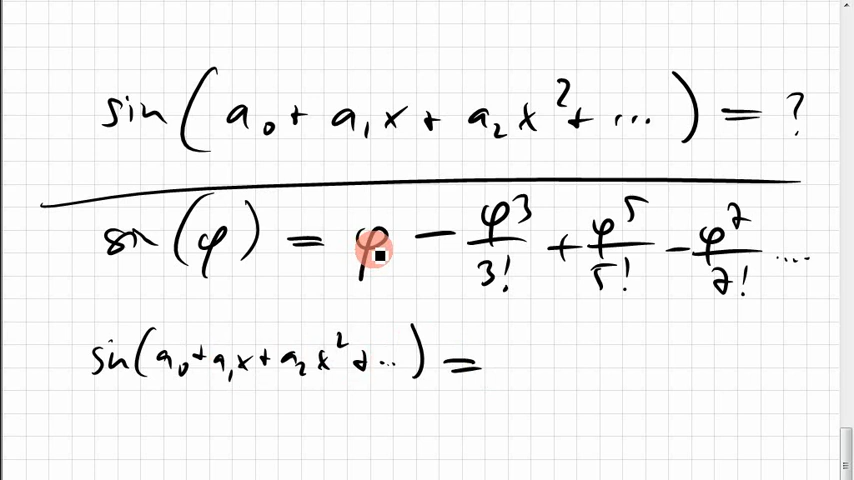 sin(a₀ + a₁x + a₂x² + ...) = ?
sin(φ) = φ − φ³/3! + φ⁵/5! − φ⁷/7! ....
sin(a₀ + a₁x + a₂x² + ...) =